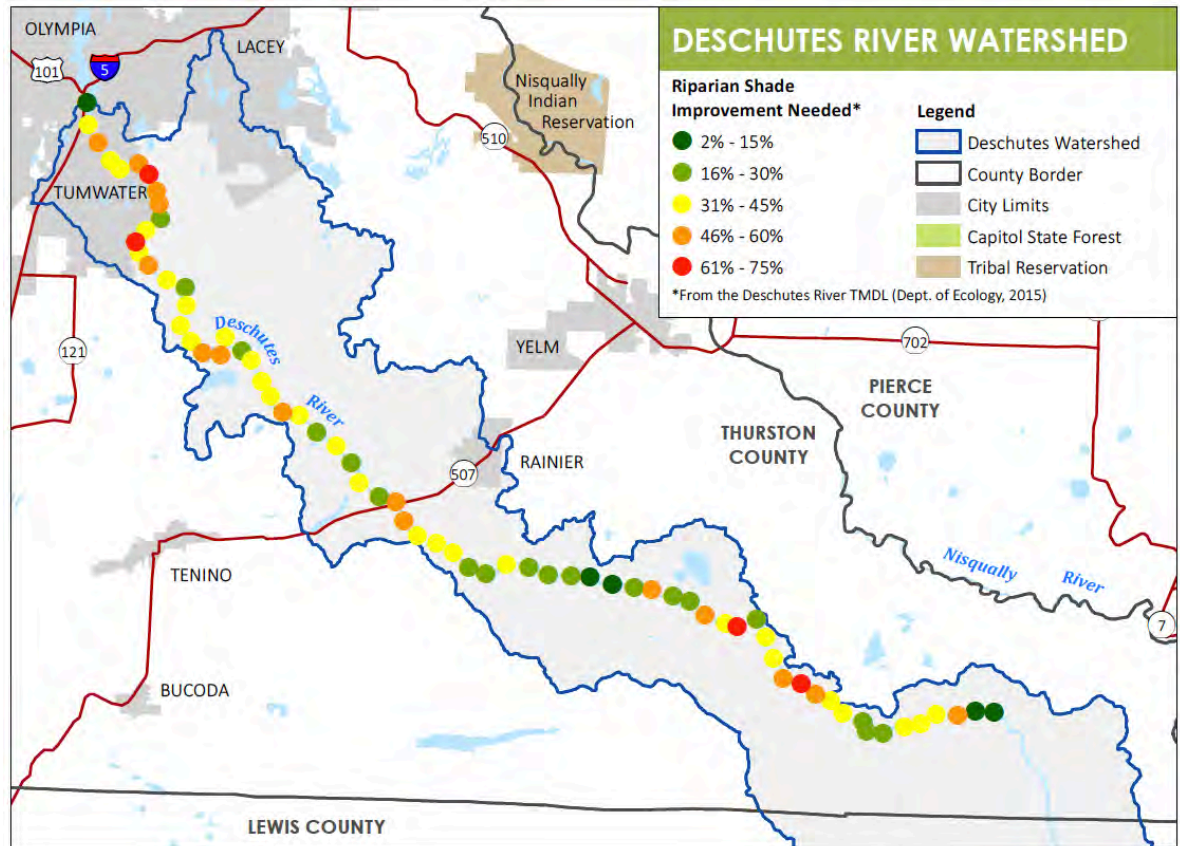 DESCHUTES RIVER WATERSHED
Riparian Shade
Improvement Needed*
2% - 15%
16% - 30%
31% - 45%
46% - 60%
61% - 75%
Legend
Deschutes Watershed
County Border
City Limits
Capitol State Forest
Tribal Reservation
*From the Deschutes River TMDL (Dept. of Ecology, 2015)
OLYMPIA
LACEY
101
5
Nisqually
Indian
Reservation
510
TUMWATER
Deschutes
River
121
YELM
702
PIERCE
COUNTY
THURSTON
COUNTY
RAINIER
507
TENINO
Nisqually
River
7
BUCODA
LEWIS COUNTY